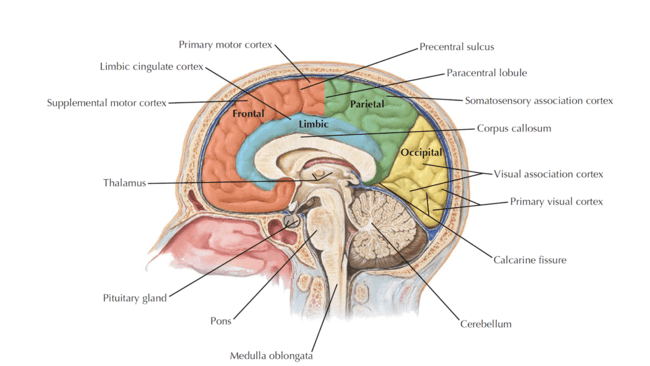 Primary motor cortex
Precentral sulcus
Limbic cingulate cortex
Paracentral lobule
Supplemental motor cortex
Somatosensory association cortex
Parietal
Frontal
Limbic
Corpus callosum
Occipital
Visual association cortex
Thalamus
Primary visual cortex
Calcarine fissure
Pituitary gland
Pons
Cerebellum
Medulla oblongata